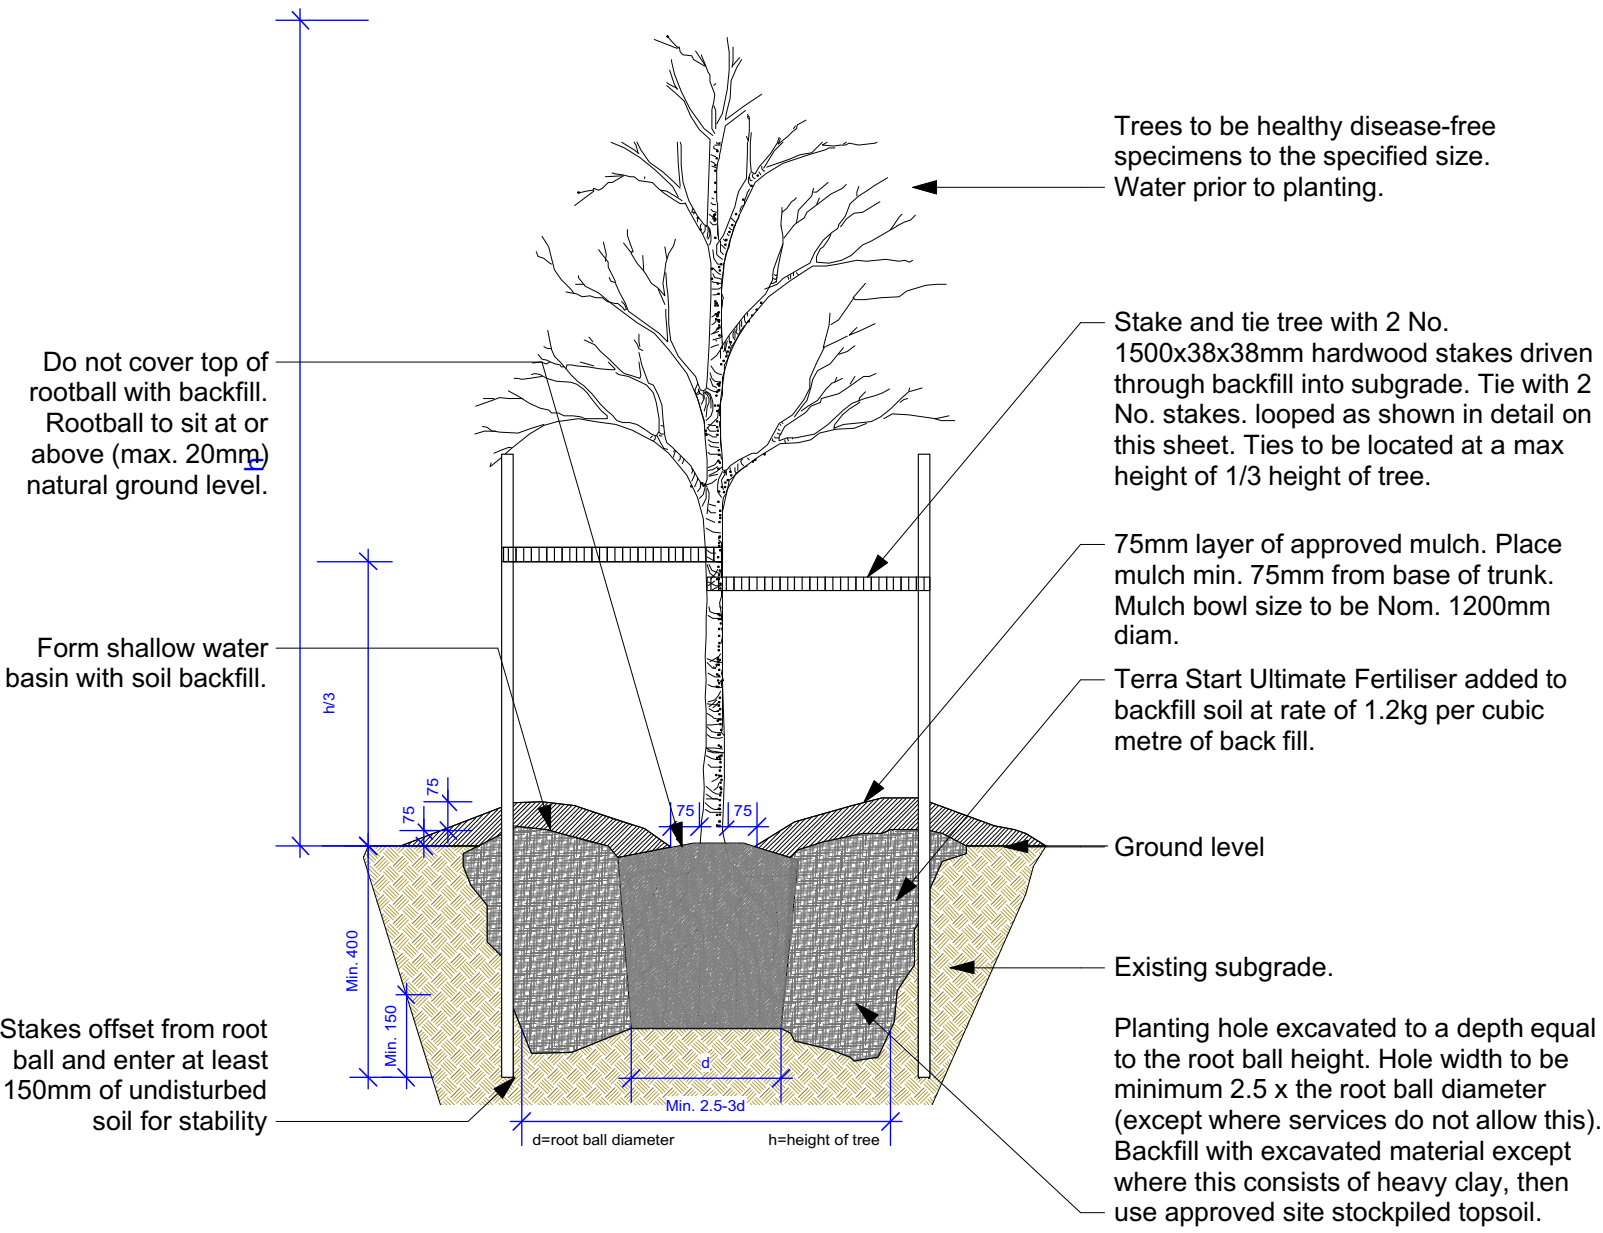 Trees to be healthy disease-free
specimens to the specified size.
Water prior to planting.
Stake and tie tree with 2 No.
1500x38x38mm hardwood stakes driven
through backfill into subgrade. Tie with 2
No. stakes. looped as shown in detail on
this sheet. Ties to be located at a max
height of 1/3 height of tree.
Do not cover top of
rootball with backfill.
Rootball to sit at or
above (max. 20mm)
natural ground level.
h
75mm layer of approved mulch. Place
mulch min. 75mm from base of trunk.
Mulch bowl size to be Nom. 1200mm
diam.
Form shallow water
basin with soil backfill.
h/3
Terra Start Ultimate Fertiliser added to
backfill soil at rate of 1.2kg per cubic
metre of back fill.
75
75
75
75
Ground level
Min. 400
Existing subgrade.
Min. 150
Stakes offset from root
ball and enter at least
150mm of undisturbed
soil for stability
Planting hole excavated to a depth equal
to the root ball height. Hole width to be
minimum 2.5 x the root ball diameter
(except where services do not allow this).
Backfill with excavated material except
where this consists of heavy clay, then
use approved site stockpiled topsoil.
d
Min. 2.5-3d
d=root ball diameter
h=height of tree